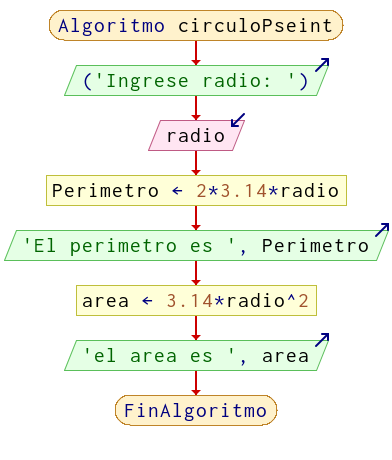 Algoritmo circuloPseint
('Ingrese radio: ')
radio
Perimetro ← 2*3.14*radio
'El perimetro es ', Perimetro
area ← 3.14*radio^2
'el area es ', area
FinAlgoritmo